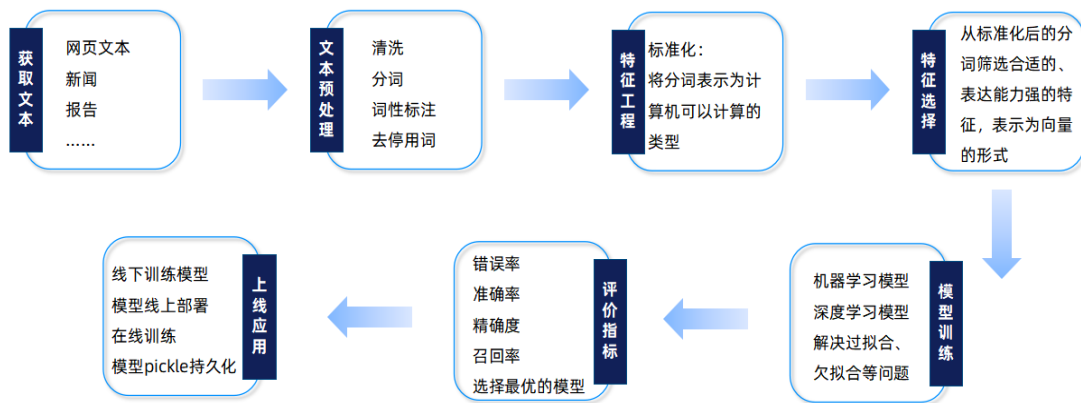 获取文本
网页文本
新闻
报告
……
文本预处理
清洗
分词
词性标注
去停用词
特征工程
标准化：
将分词表示为计
算机可以计算的
类型
特征选择
从标准化后的分
词筛选合适的、
表达能力强的特
征，表示为向量
的形式
模型训练
机器学习模型
深度学习模型
解决过拟合、
欠拟合等问题
评价指标
错误率
准确率
精确度
召回率
选择最优的模型
上线应用
线下训练模型
模型线上部署
在线训练
模型pickle持久化